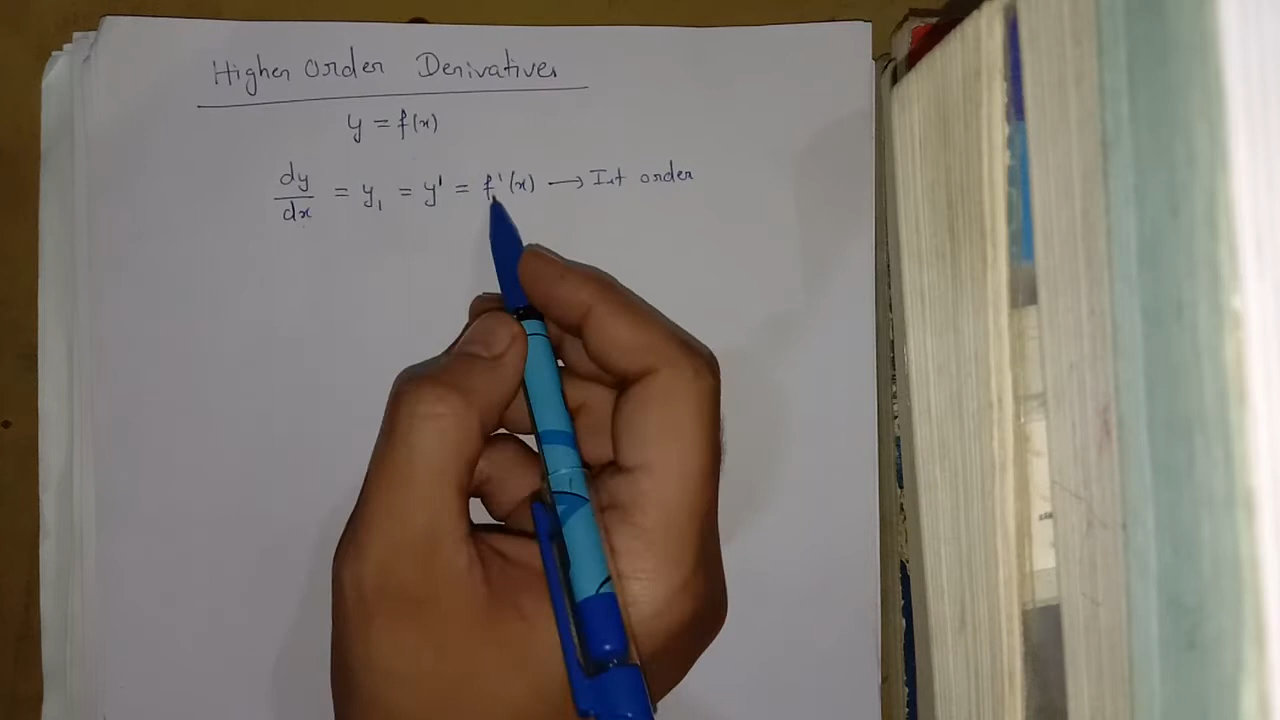 Higher Order Derivatives
y = f(x)
dy/dx = y₁ = y' = f'(x) → Ist order